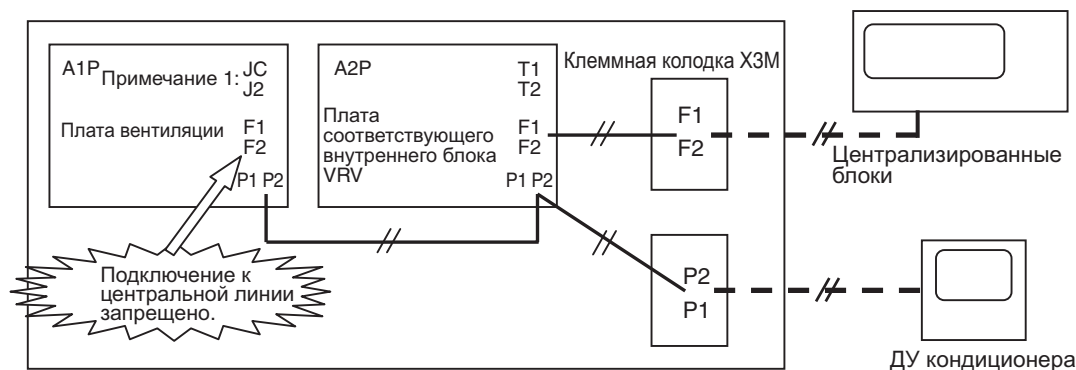 A1P
Примечание 1: JC
J2
Плата вентиляции
F1
F2
P1 P2
A2P
T1
T2
Плата
соответствующего
внутреннего блока
VRV
F1
F2
P1 P2
Клеммная колодка X3M
F1
F2
Централизированные
блоки
Подключение к
центральной линии
запрещено.
P2
P1
ДУ кондиционера